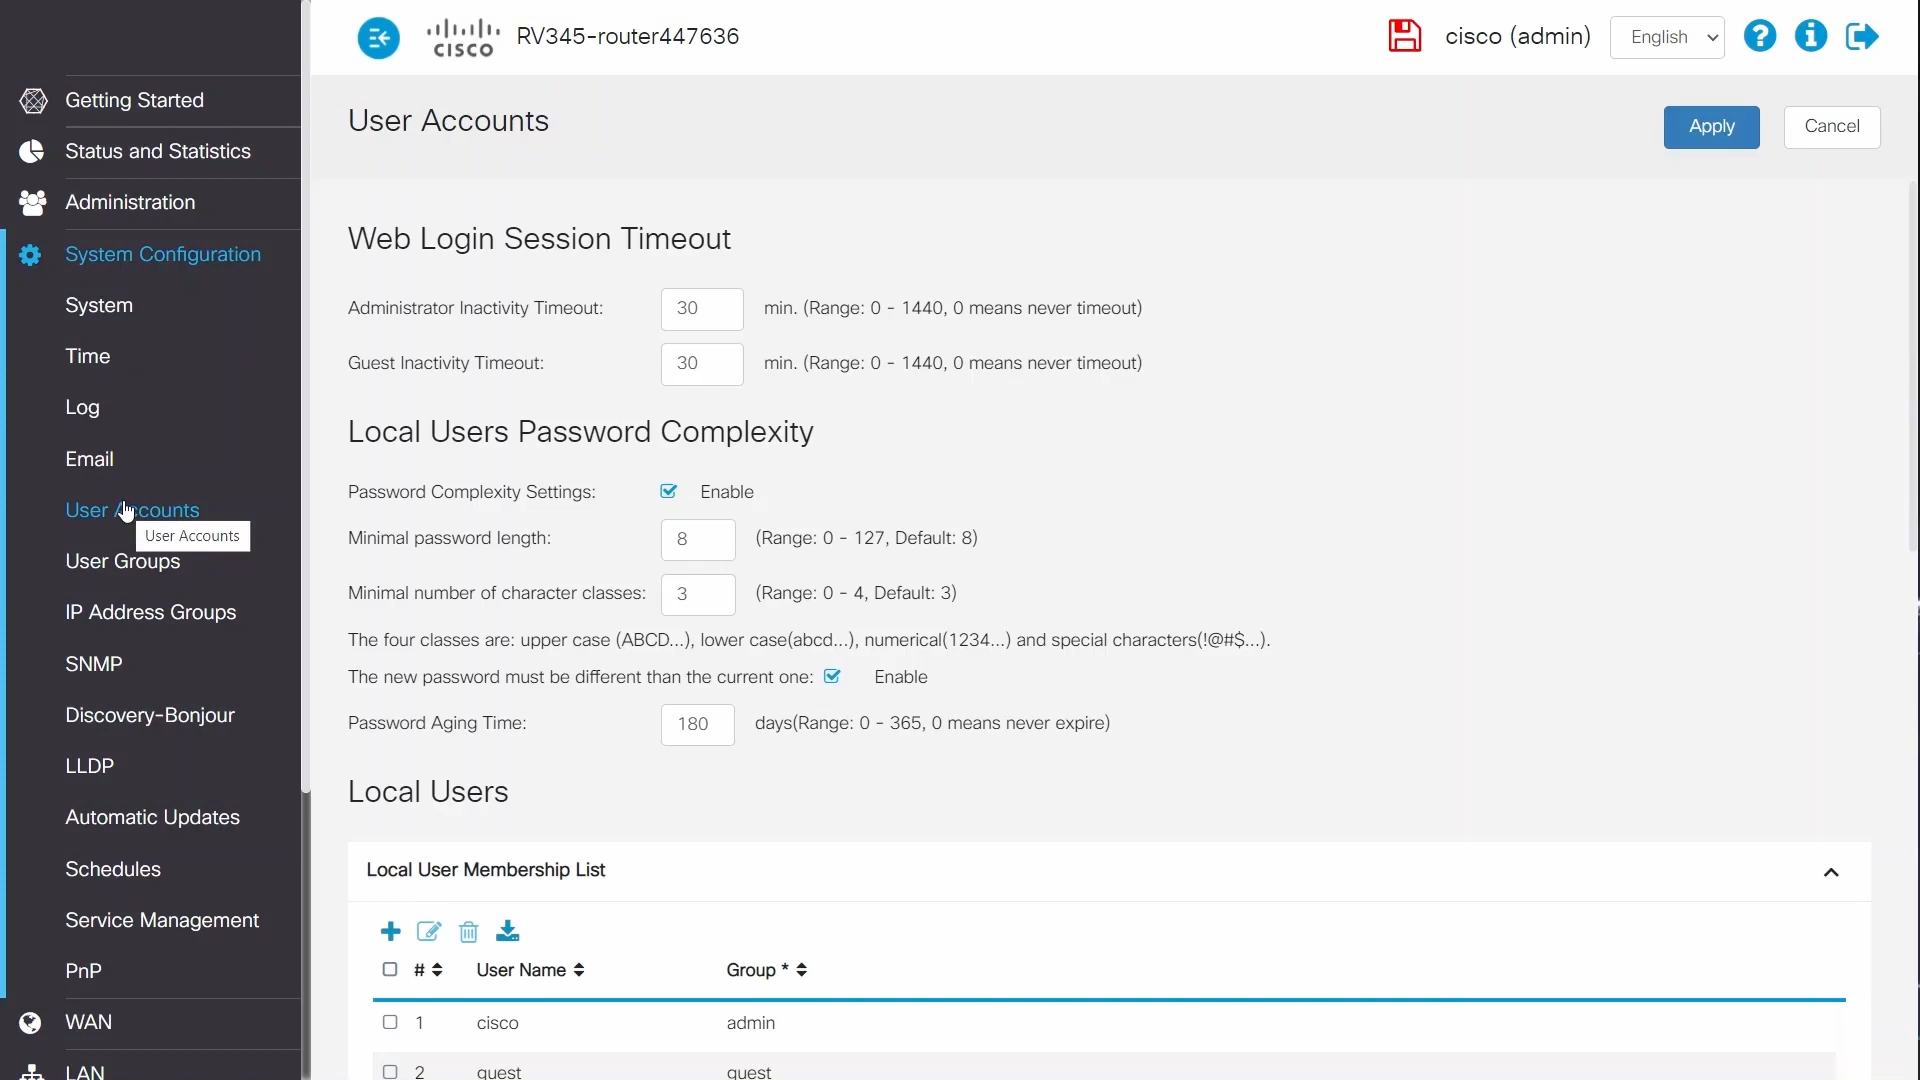 CISCO
RV345-router447636
cisco (admin)
English
Getting Started
Status and Statistics
Administration
System Configuration
System
Time
Log
Email
User Accounts
User Accounts
User Groups
IP Address Groups
SNMP
Discovery-Bonjour
LLDP
Automatic Updates
Schedules
Service Management
PnP
WAN
LAN
User Accounts
Apply
Cancel
Web Login Session Timeout
Administrator Inactivity Timeout: 30 min. (Range: 0 - 1440, 0 means never timeout)
Guest Inactivity Timeout: 30 min. (Range: 0 - 1440, 0 means never timeout)
Local Users Password Complexity
Password Complexity Settings: Enable
Minimal password length: 8 (Range: 0 - 127, Default: 8)
Minimal number of character classes: 3 (Range: 0 - 4, Default: 3)
The four classes are: upper case (ABCD...), lower case(abcd...), numerical(1234...) and special characters(!@#$...).
The new password must be different than the current one: Enable
Password Aging Time: 180 days(Range: 0 - 365, 0 means never expire)
Local Users
Local User Membership List
# User Name Group *
1 cisco admin
2 guest guest